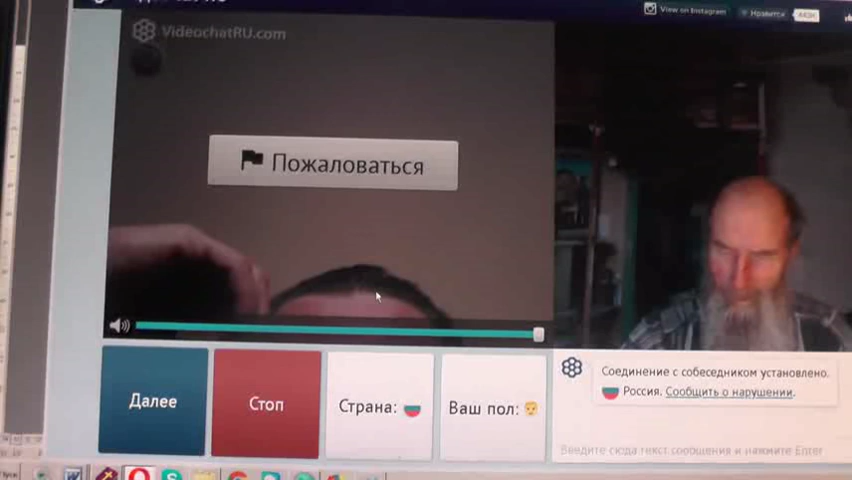 View on Instagram
Нравится
VideochatRU.com
Пожаловаться
Далее
Стоп
Страна:
Ваш пол:
Соединение с собеседником установлено.
Россия. Сообщить о нарушении.
Введите сюда текст сообщения и нажмите Enter